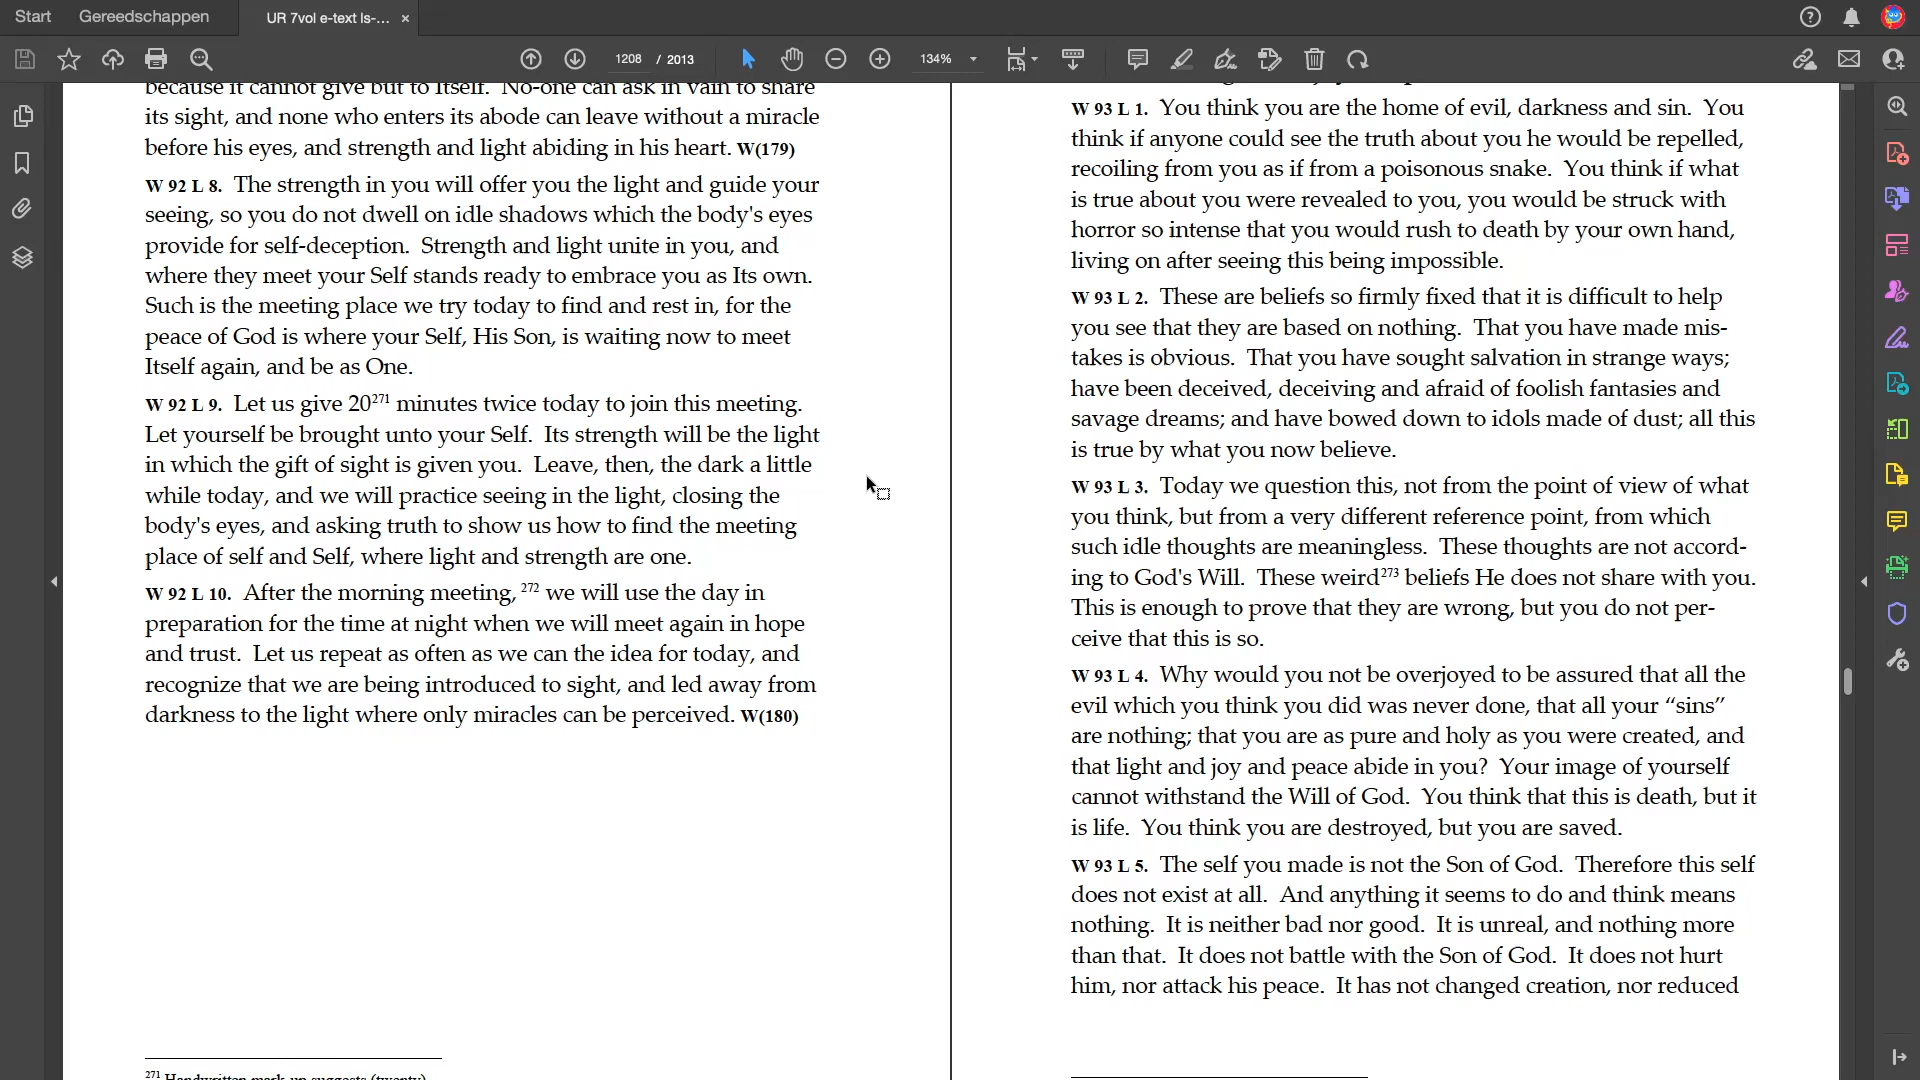 Start Gereedschappen UR 7vol e-text Is-... ×
1208 / 2013 134%
because it cannot give but to Itself. No-one can ask in vain to share
its sight, and none who enters its abode can leave without a miracle
before his eyes, and strength and light abiding in his heart. W(179)
W 92 L 8. The strength in you will offer you the light and guide your
seeing, so you do not dwell on idle shadows which the body's eyes
provide for self-deception. Strength and light unite in you, and
where they meet your Self stands ready to embrace you as Its own.
Such is the meeting place we try today to find and rest in, for the
peace of God is where your Self, His Son, is waiting now to meet
Itself again, and be as One.
W 92 L 9. Let us give 20271 minutes twice today to join this meeting.
Let yourself be brought unto your Self. Its strength will be the light
in which the gift of sight is given you. Leave, then, the dark a little
while today, and we will practice seeing in the light, closing the
body's eyes, and asking truth to show us how to find the meeting
place of self and Self, where light and strength are one.
W 92 L 10. After the morning meeting, 272 we will use the day in
preparation for the time at night when we will meet again in hope
and trust. Let us repeat as often as we can the idea for today, and
recognize that we are being introduced to sight, and led away from
darkness to the light where only miracles can be perceived. W(180)
271 Handwritten mark-up suggests (twenty)
W 93 L 1. You think you are the home of evil, darkness and sin. You
think if anyone could see the truth about you he would be repelled,
recoiling from you as if from a poisonous snake. You think if what
is true about you were revealed to you, you would be struck with
horror so intense that you would rush to death by your own hand,
living on after seeing this being impossible.
W 93 L 2. These are beliefs so firmly fixed that it is difficult to help
you see that they are based on nothing. That you have made mis-
takes is obvious. That you have sought salvation in strange ways;
have been deceived, deceiving and afraid of foolish fantasies and
savage dreams; and have bowed down to idols made of dust; all this
is true by what you now believe.
W 93 L 3. Today we question this, not from the point of view of what
you think, but from a very different reference point, from which
such idle thoughts are meaningless. These thoughts are not accord-
ing to God's Will. These weird273 beliefs He does not share with you.
This is enough to prove that they are wrong, but you do not per-
ceive that this is so.
W 93 L 4. Why would you not be overjoyed to be assured that all the
evil which you think you did was never done, that all your “sins”
are nothing; that you are as pure and holy as you were created, and
that light and joy and peace abide in you? Your image of yourself
cannot withstand the Will of God. You think that this is death, but it
is life. You think you are destroyed, but you are saved.
W 93 L 5. The self you made is not the Son of God. Therefore this self
does not exist at all. And anything it seems to do and think means
nothing. It is neither bad nor good. It is unreal, and nothing more
than that. It does not battle with the Son of God. It does not hurt
him, nor attack his peace. It has not changed creation, nor reduced